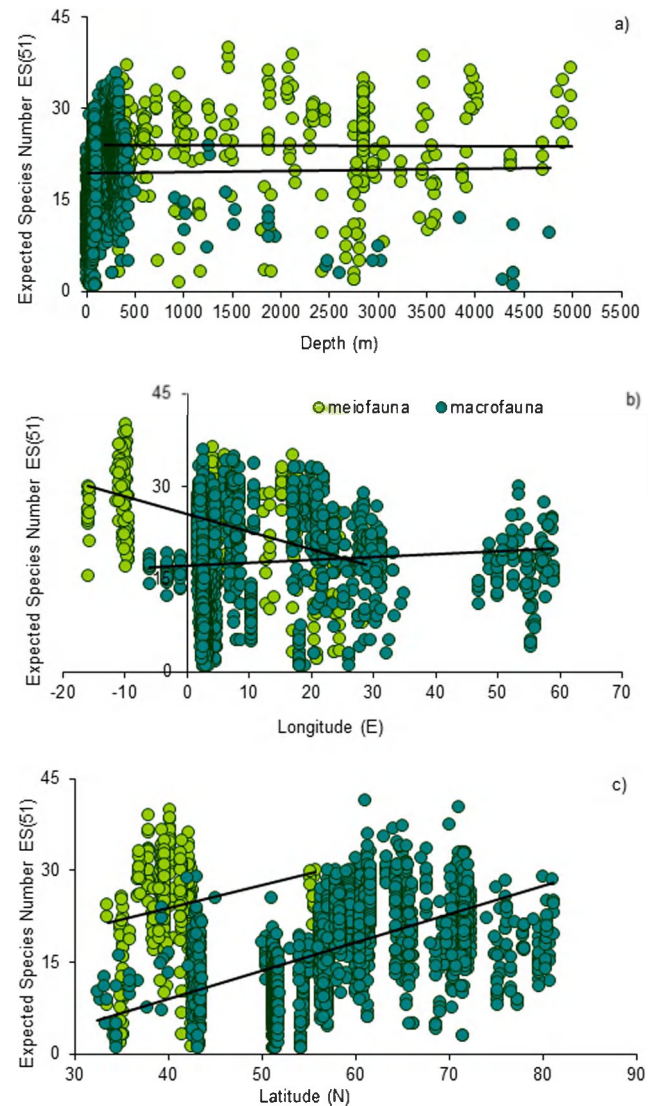 a)
Expected Species Number ES(51)
45
30
15
0
0 500 1000 1500 2000 2500 3000 3500 4000 4500 5000 5500
Depth (m)
b)
meiofauna macrofauna
Expected Species Number ES(51)
45
30
15
0
-20 -10 0 10 20 30 40 50 60 70
Longitude (E)
c)
Expected Species Number ES(51)
45
30
15
0
30 40 50 60 70 80 90
Latitude (N)